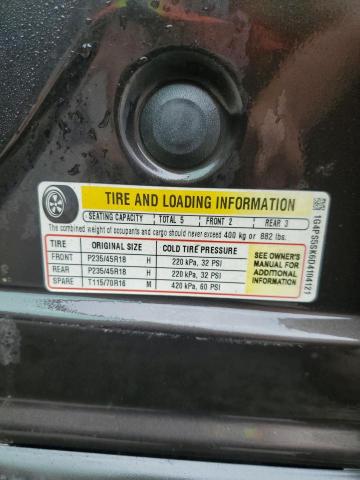 TIRE AND LOADING INFORMATION
SEATING CAPACITY TOTAL 5 FRONT 2 REAR 3
The combined weight of occupants and cargo should never exceed 400 kg or 882 lbs.
TIRE ORIGINAL SIZE COLD TIRE PRESSURE
FRONT P235/45R18 H 220 kPa, 32 PSI
REAR P235/45R18 H 220 kPa, 32 PSI
SPARE T115/70R16 M 420 kPa, 60 PSI
SEE OWNER'S
MANUAL FOR
ADDITIONAL
INFORMATION
1G4PS5SK6D4104121